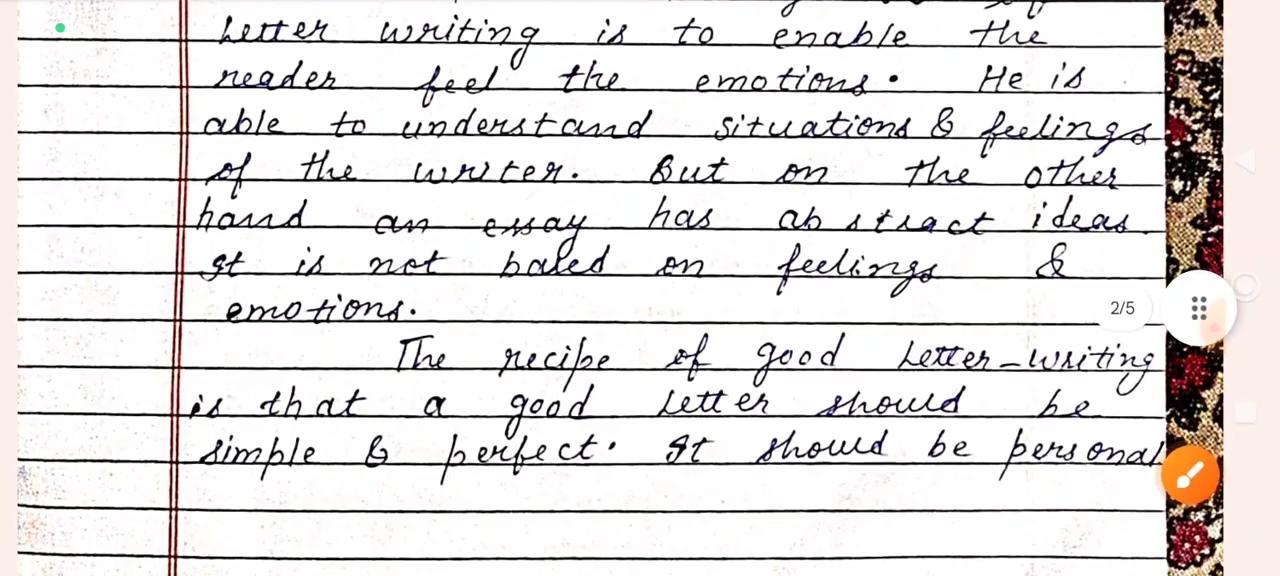 Letter writing is to enable the
reader feel the emotions. He is
able to understand situations & feelings
of the writer. But on the other
hand an essay has abstract ideas.
It is not based on feelings &
emotions.
2/5
The recipe of good Letter-writing
is that a good Letter should be
simple & perfect. It should be personal